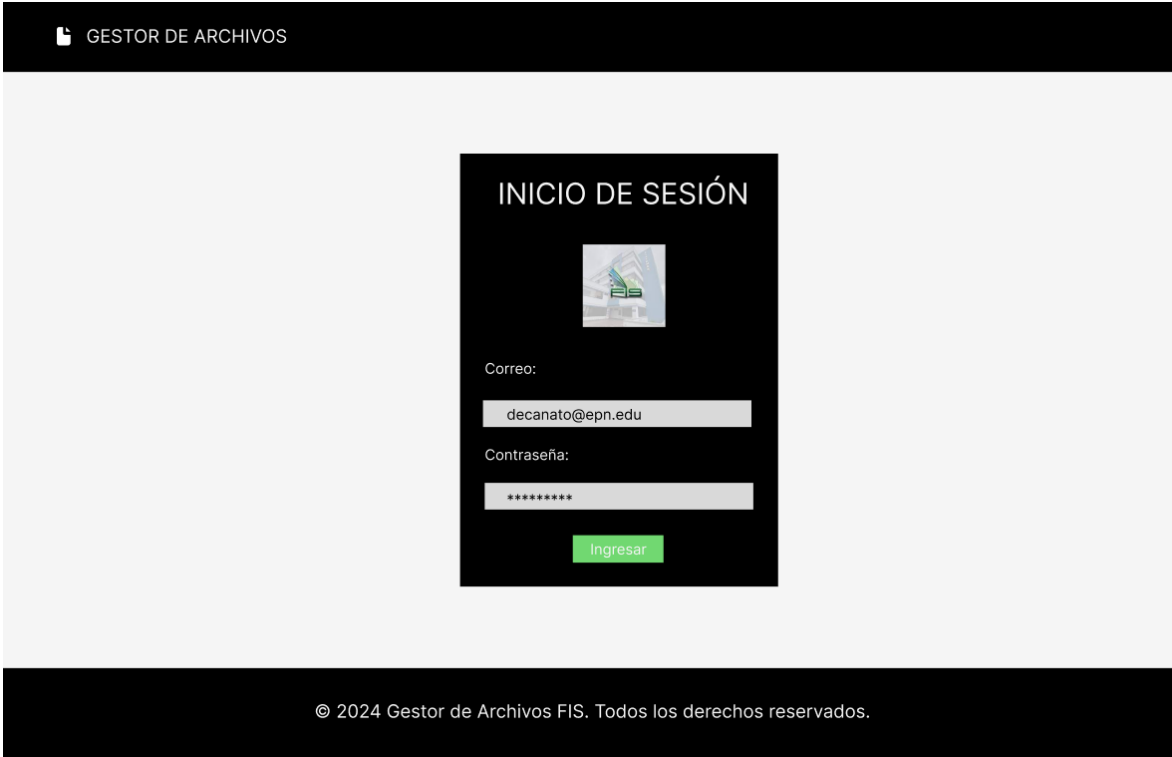 GESTOR DE ARCHIVOS
INICIO DE SESIÓN
Correo:
decanato@epn.edu
Contraseña:
*********
Ingresar
© 2024 Gestor de Archivos FIS. Todos los derechos reservados.